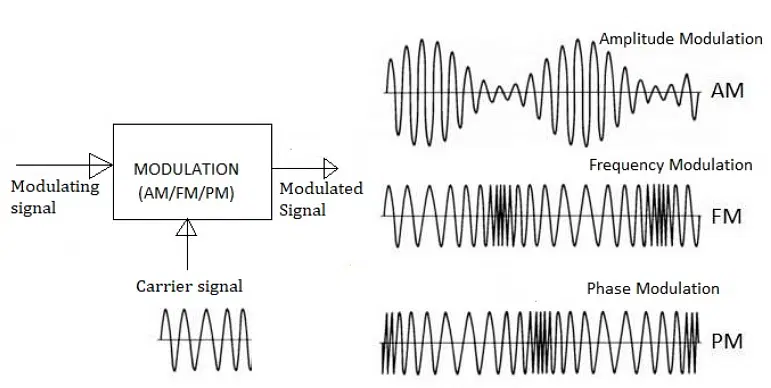 MODULATION
(AM/FM/PM)
Modulating
signal
Modulated
Signal
Carrier signal
Amplitude Modulation
AM
Frequency Modulation
FM
Phase Modulation
PM